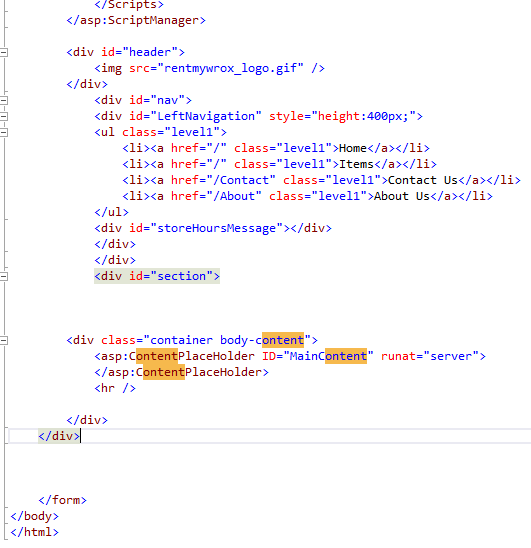 </Scripts>
</asp:ScriptManager>
<div id="header">
<img src="rentmywrox_logo.gif" />
</div>
<div id="nav">
<div id="LeftNavigation" style="height:400px;">
<ul class="level1">
<li><a href="/" class="level1">Home</a></li>
<li><a href="/" class="level1">Items</a></li>
<li><a href="/Contact" class="level1">Contact Us</a></li>
<li><a href="/About" class="level1">About Us</a></li>
</ul>
<div id="storeHoursMessage"></div>
</div>
</div>
<div id="section">
<div class="container body-content">
<asp:ContentPlaceHolder ID="MainContent" runat="server">
</asp:ContentPlaceHolder>
<hr />
</div>
</div>
</form>
</body>
</html>